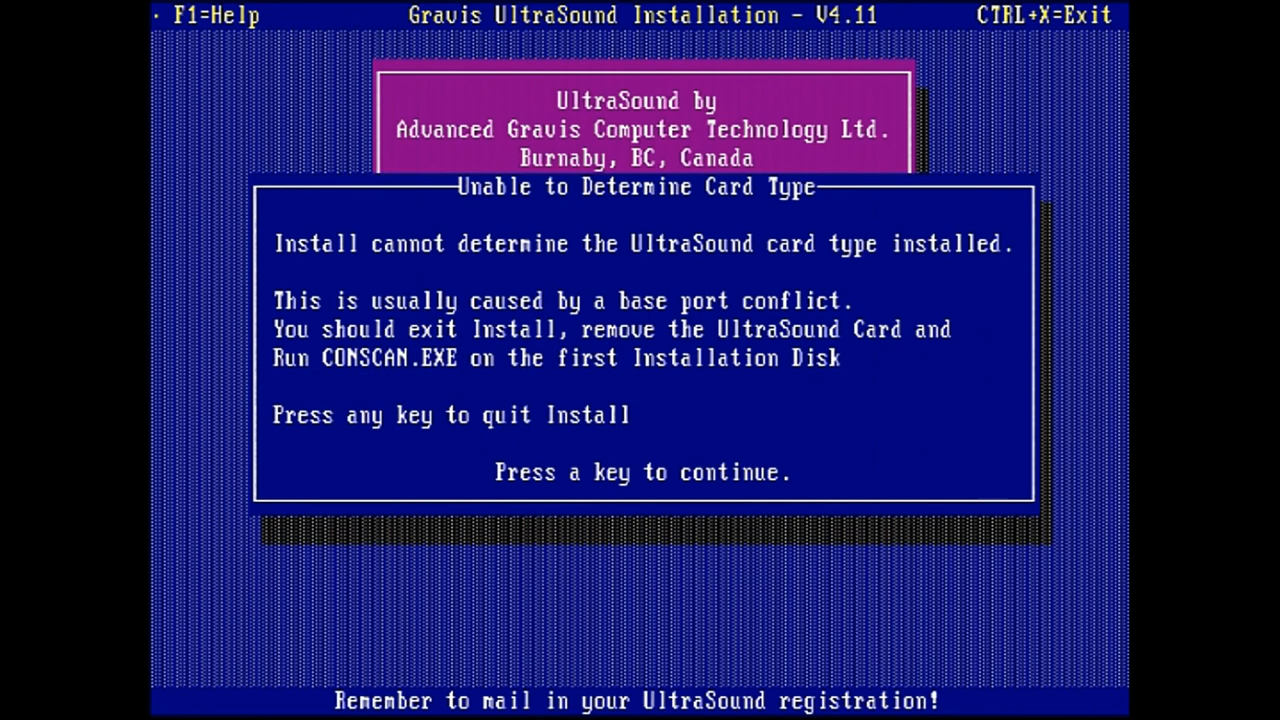 F1=Help Gravis UltraSound Installation - V4.11 CTRL+X=Exit
UltraSound by
Advanced Gravis Computer Technology Ltd.
Burnaby, BC, Canada
Unable to Determine Card Type
Install cannot determine the UltraSound card type installed.
This is usually caused by a base port conflict.
You should exit Install, remove the UltraSound Card and
Run CONSCAN.EXE on the first Installation Disk
Press any key to quit Install
Press a key to continue.
Remember to mail in your UltraSound registration!